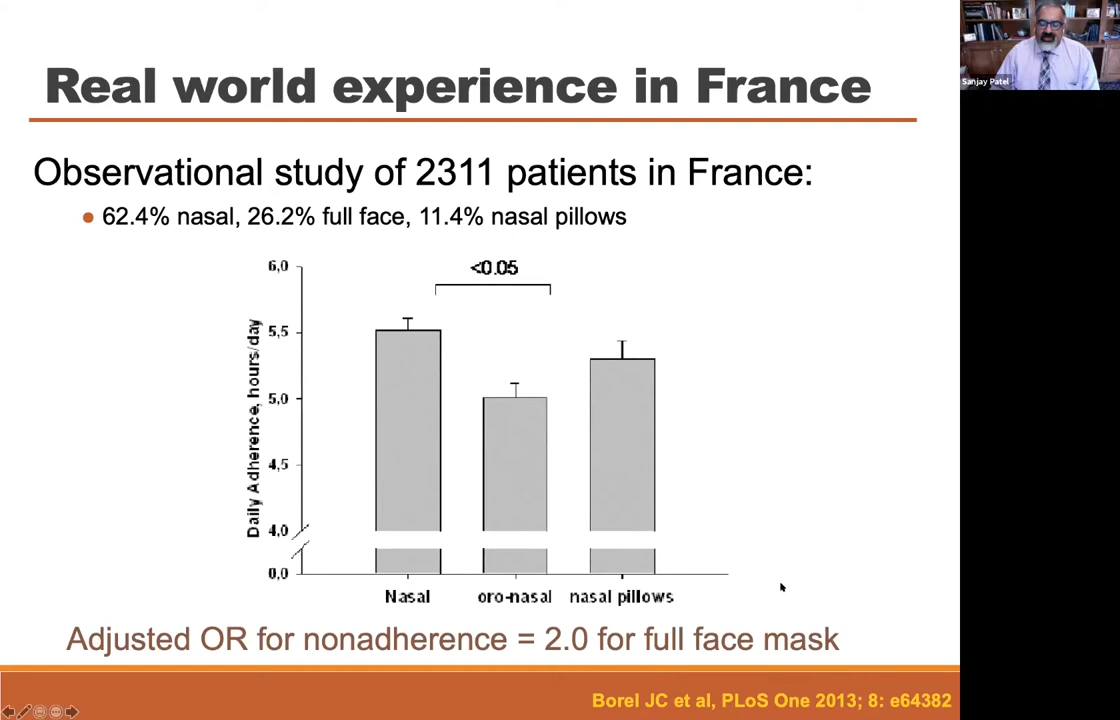 Real world experience in France
Sanjay Patel
Observational study of 2311 patients in France:
62.4% nasal, 26.2% full face, 11.4% nasal pillows
<0.05
6,0
5,5
5,0
4,5
4,0
0,0
Daily Adherence, hours/day
Nasal oro-nasal nasal pillows
Adjusted OR for nonadherence = 2.0 for full face mask
Borel JC et al, PLoS One 2013; 8: e64382